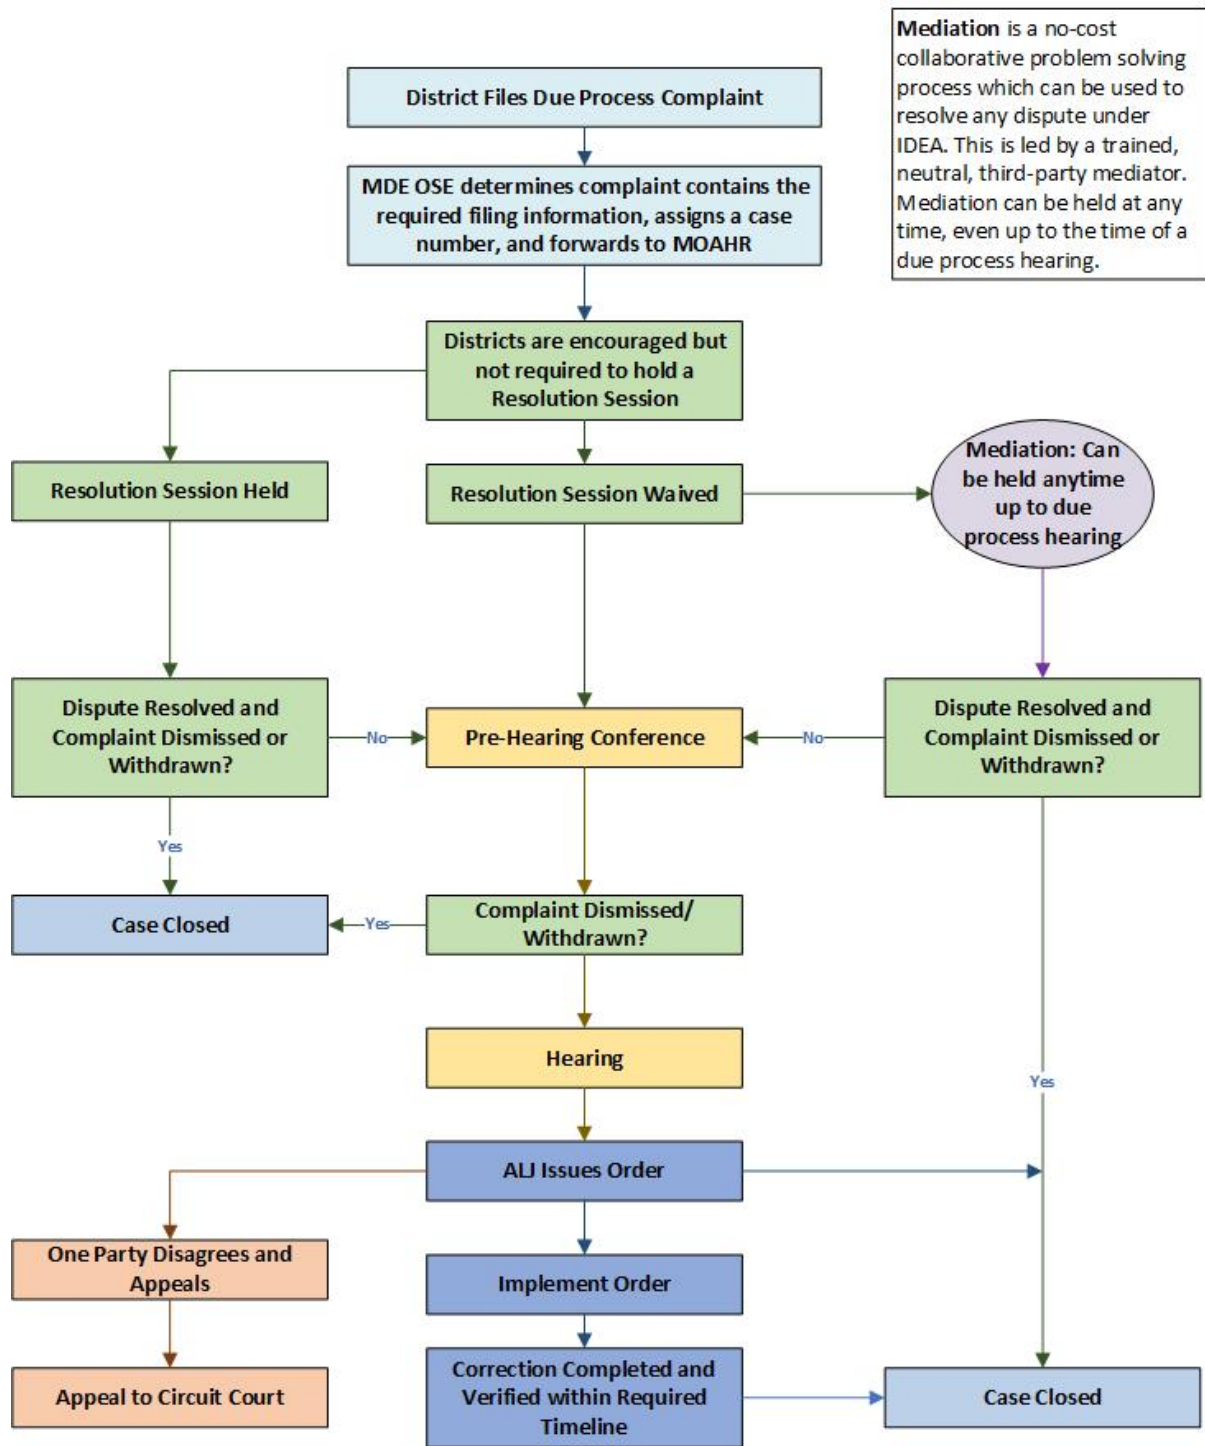 Mediation is a no-cost
collaborative problem solving
process which can be used to
resolve any dispute under
IDEA. This is led by a trained,
neutral, third-party mediator.
Mediation can be held at any
time, even up to the time of a
due process hearing.
District Files Due Process Complaint
MDE OSE determines complaint contains the
required filing information, assigns a case
number, and forwards to MOAHR
Districts are encouraged but
not required to hold a
Resolution Session
Resolution Session Held
Resolution Session Waived
Mediation: Can
be held anytime
up to due
process hearing
Dispute Resolved and
Complaint Dismissed or
Withdrawn?
No
Pre-Hearing Conference
No
Dispute Resolved and
Complaint Dismissed or
Withdrawn?
Yes
Case Closed
Yes
Complaint Dismissed/
Withdrawn?
Hearing
Yes
ALJ Issues Order
One Party Disagrees and
Appeals
Implement Order
Appeal to Circuit Court
Correction Completed and
Verified within Required
Timeline
Case Closed